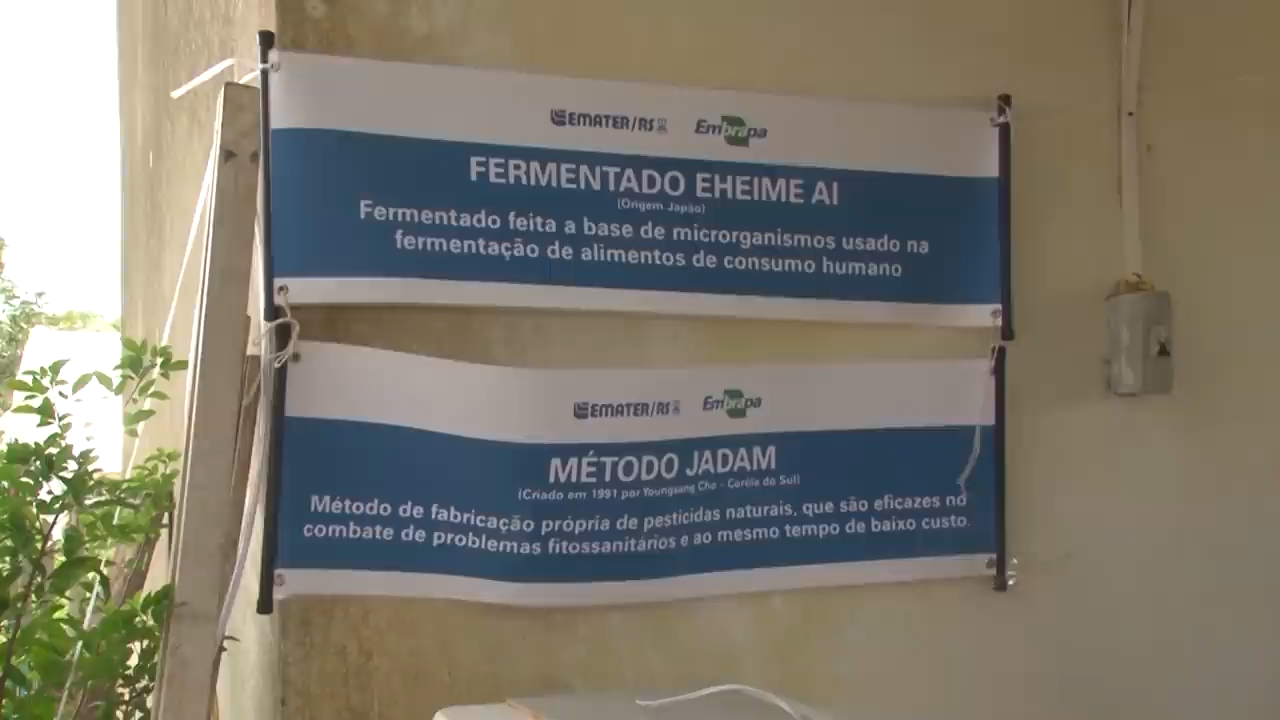 EMATER/RS
Embrapa
FERMENTADO EHEIME AI
(Origem Japão)
Fermentado feita a base de microrganismos usado na
fermentação de alimentos de consumo humano
EMATER/RS
Embrapa
MÉTODO JADAM
(Criado em 1991 por Youngsang Cho - Coréia do Sul)
Método de fabricação própria de pesticidas naturais, que são eficazes no
combate de problemas fitossanitários e ao mesmo tempo de baixo custo.